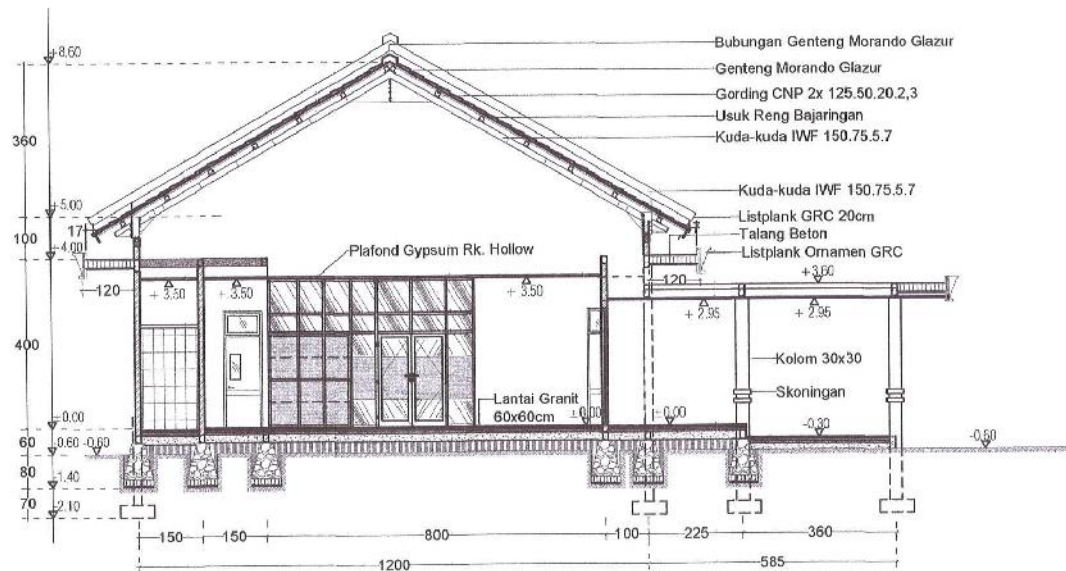 +8.60
Bubungan Genteng Morando Glazur
Genteng Morando Glazur
Gording CNP 2x 125.50.20.2,3
Usuk Reng Bajaringan
Kuda-kuda IWF 150.75.5.7
360
Kuda-kuda IWF 150.75.5.7
+5.00
Listplank GRC 20cm
17
Talang Beton
100
+4.00
Plafond Gypsum Rk. Hollow
Listplank Ornamen GRC
120
+ 3.50
+ 3.50
+ 3.50
120
+3.60
+ 2.95
+ 2.95
400
Kolom 30x30
Skoningan
Lantai Granit
60x60cm
+0.00
±0.00
±0.00
-0.30
60
-0.60
-0.60
-0.60
80
-1.40
70
-2.10
150
150
800
100
225
360
1200
585